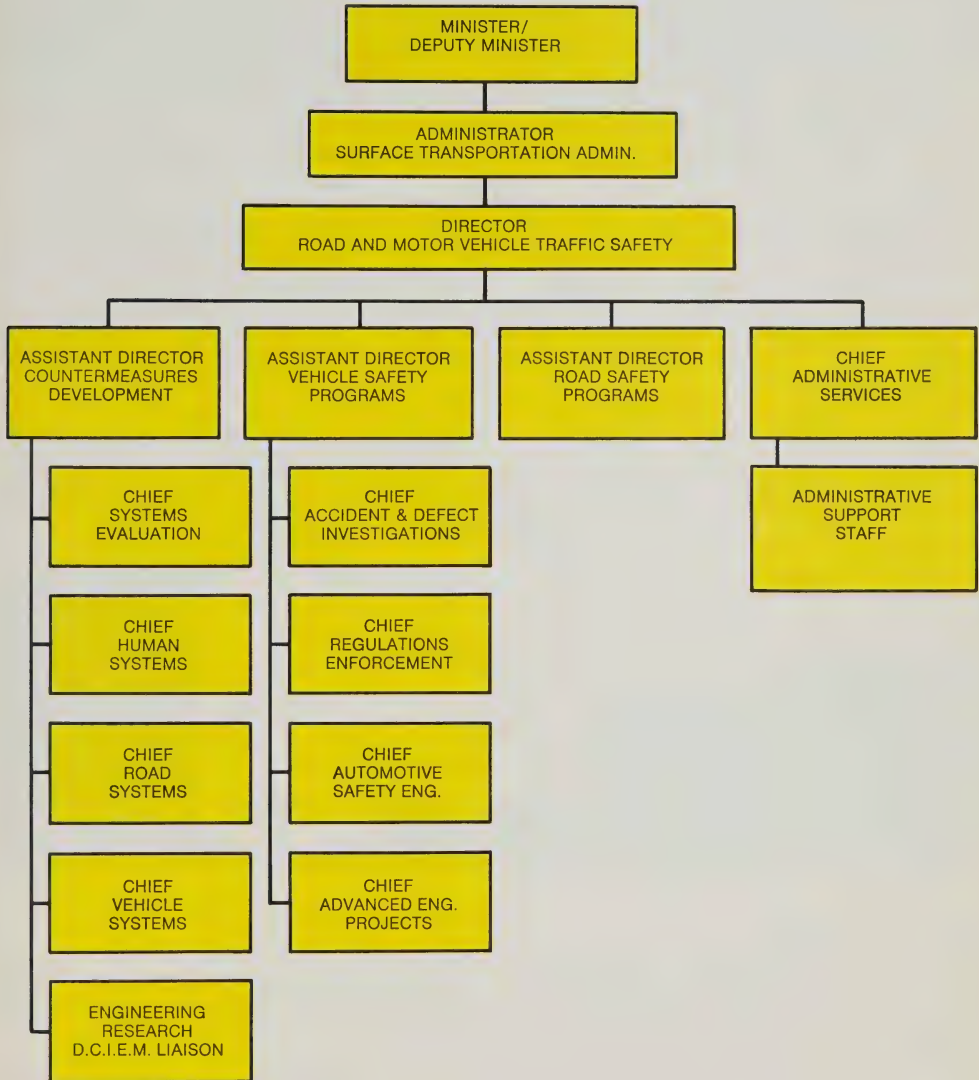 MINISTER/
DEPUTY MINISTER
ADMINISTRATOR
SURFACE TRANSPORTATION ADMIN.
DIRECTOR
ROAD AND MOTOR VEHICLE TRAFFIC SAFETY
ASSISTANT DIRECTOR
COUNTERMEASURES
DEVELOPMENT
ASSISTANT DIRECTOR
VEHICLE SAFETY
PROGRAMS
ASSISTANT DIRECTOR
ROAD SAFETY
PROGRAMS
CHIEF
ADMINISTRATIVE
SERVICES
CHIEF
SYSTEMS
EVALUATION
CHIEF
HUMAN
SYSTEMS
CHIEF
ROAD
SYSTEMS
CHIEF
VEHICLE
SYSTEMS
ENGINEERING
RESEARCH
D.C.I.E.M. LIAISON
CHIEF
ACCIDENT & DEFECT
INVESTIGATIONS
CHIEF
REGULATIONS
ENFORCEMENT
CHIEF
AUTOMOTIVE
SAFETY ENG.
CHIEF
ADVANCED ENG.
PROJECTS
ADMINISTRATIVE
SUPPORT
STAFF